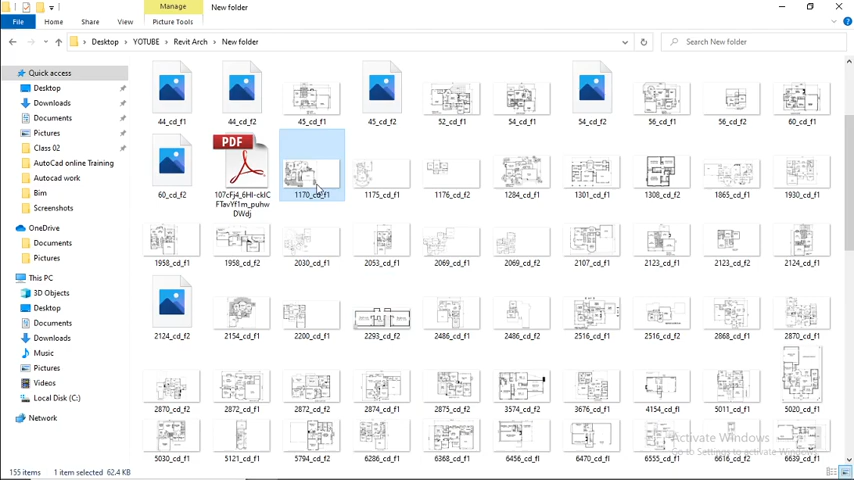 Manage
New folder
File
Home
Share
View
Picture Tools
Desktop
YOTUBE
Revit Arch
New folder
Search New folder
Quick access
Desktop
Downloads
Documents
Pictures
Class 02
AutoCad online Training
Autocad work
Bim
Screenshots
OneDrive
Documents
Pictures
This PC
3D Objects
Desktop
Documents
Downloads
Music
Pictures
Videos
Local Disk (C:)
Network
44_cd_f1
44_cd_f2
45_cd_f1
45_cd_f2
52_cd_f1
54_cd_f1
54_cd_f2
56_cd_f1
56_cd_f2
60_cd_f1
PDF
60_cd_f2
107cFj4_6HI-ckIC
FTavYf1m_puhw
DWdj
1170_cd_f1
1175_cd_f1
1176_cd_f2
1284_cd_f1
1301_cd_f1
1308_cd_f2
1865_cd_f1
1930_cd_f1
1958_cd_f1
1958_cd_f2
2030_cd_f1
2053_cd_f1
2069_cd_f1
2069_cd_f2
2107_cd_f1
2123_cd_f1
2123_cd_f2
2124_cd_f1
2124_cd_f2
2154_cd_f1
2200_cd_f1
2293_cd_f2
2486_cd_f1
2486_cd_f2
2516_cd_f1
2516_cd_f2
2868_cd_f1
2870_cd_f1
2870_cd_f2
2872_cd_f1
2872_cd_f2
2874_cd_f1
2875_cd_f2
3574_cd_f2
3676_cd_f1
4154_cd_f1
5011_cd_f1
5020_cd_f1
5030_cd_f1
5121_cd_f1
5794_cd_f2
6286_cd_f1
6368_cd_f1
6456_cd_f1
6470_cd_f1
6555_cd_f1
6616_cd_f2
6639_cd_f1
Activate Windows
Go to Settings to activate Windows.
155 items
1 item selected
62.4 KB